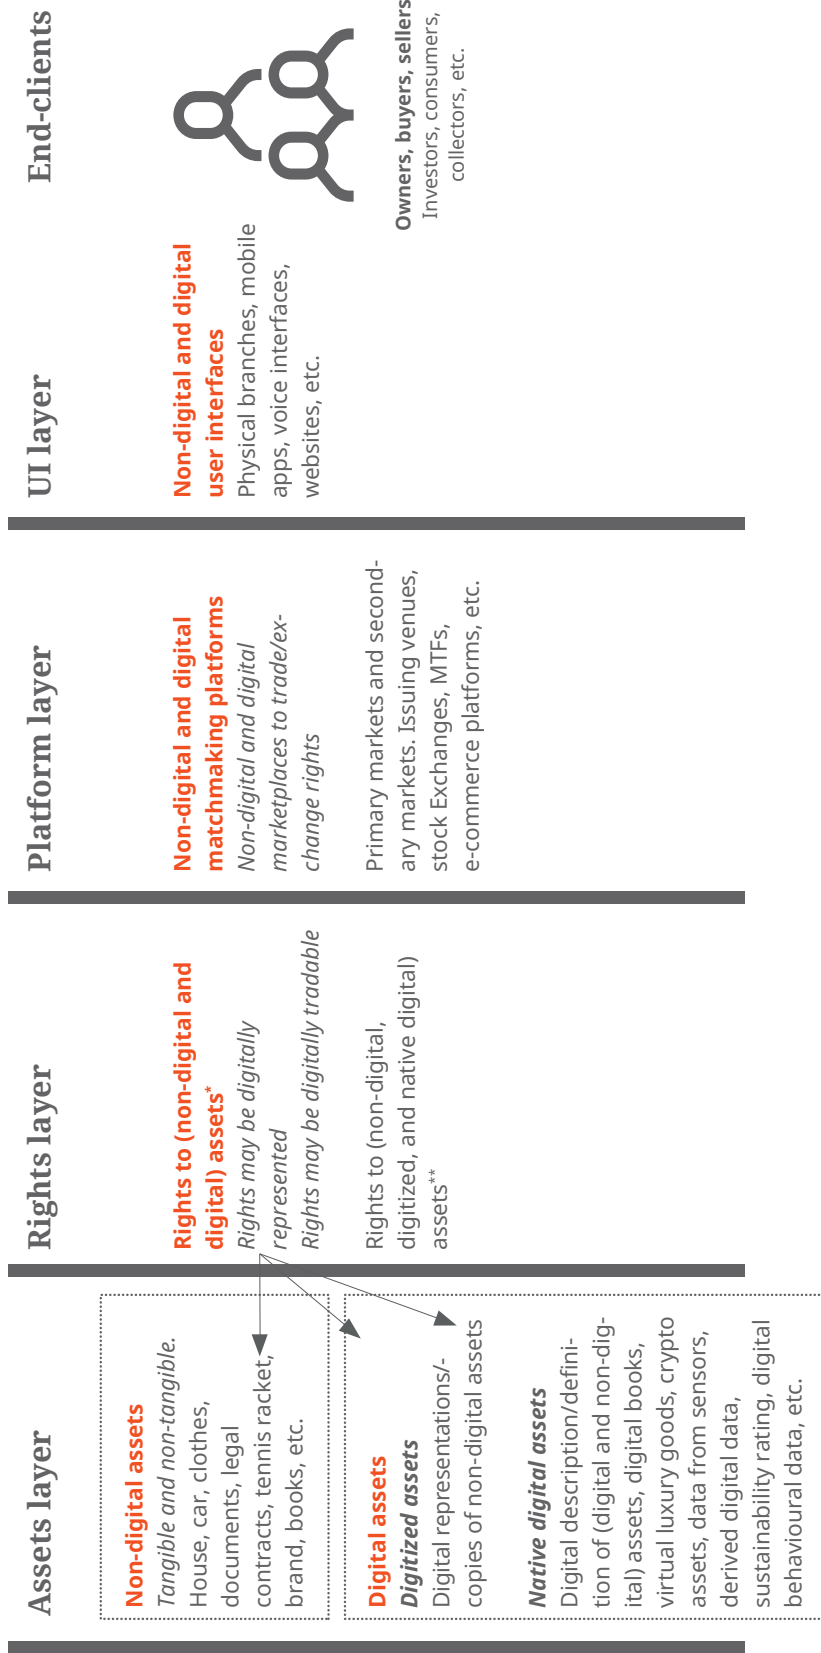 Assets layer
Non-digital assets
Tangible and non-tangible.
House, car, clothes,
documents, legal
contracts, tennis racket,
brand, books, etc.
Digital assets
Digitized assets
Digital representations/-
copies of non-digital assets
Native digital assets
Digital description/defini-
tion of (digital and non-dig-
ital) assets, digital books,
virtual luxury goods, crypto
assets, data from sensors,
derived digital data,
sustainability rating, digital
behavioural data, etc.
Rights layer
Rights to (non-digital and
digital) assets*
Rights may be digitally
represented
Rights may be digitally tradable
Rights to (non-digital,
digitized, and native digital)
assets**
Platform layer
Non-digital and digital
matchmaking platforms
Non-digital and digital
marketplaces to trade/ex-
change rights
Primary markets and second-
ary markets. Issuing venues,
stock Exchanges, MTFs,
e-commerce platforms, etc.
UI layer
Non-digital and digital
user interfaces
Physical branches, mobile
apps, voice interfaces,
websites, etc.
End-clients
Owners, buyers, sellers
Investors, consumers,
collectors, etc.